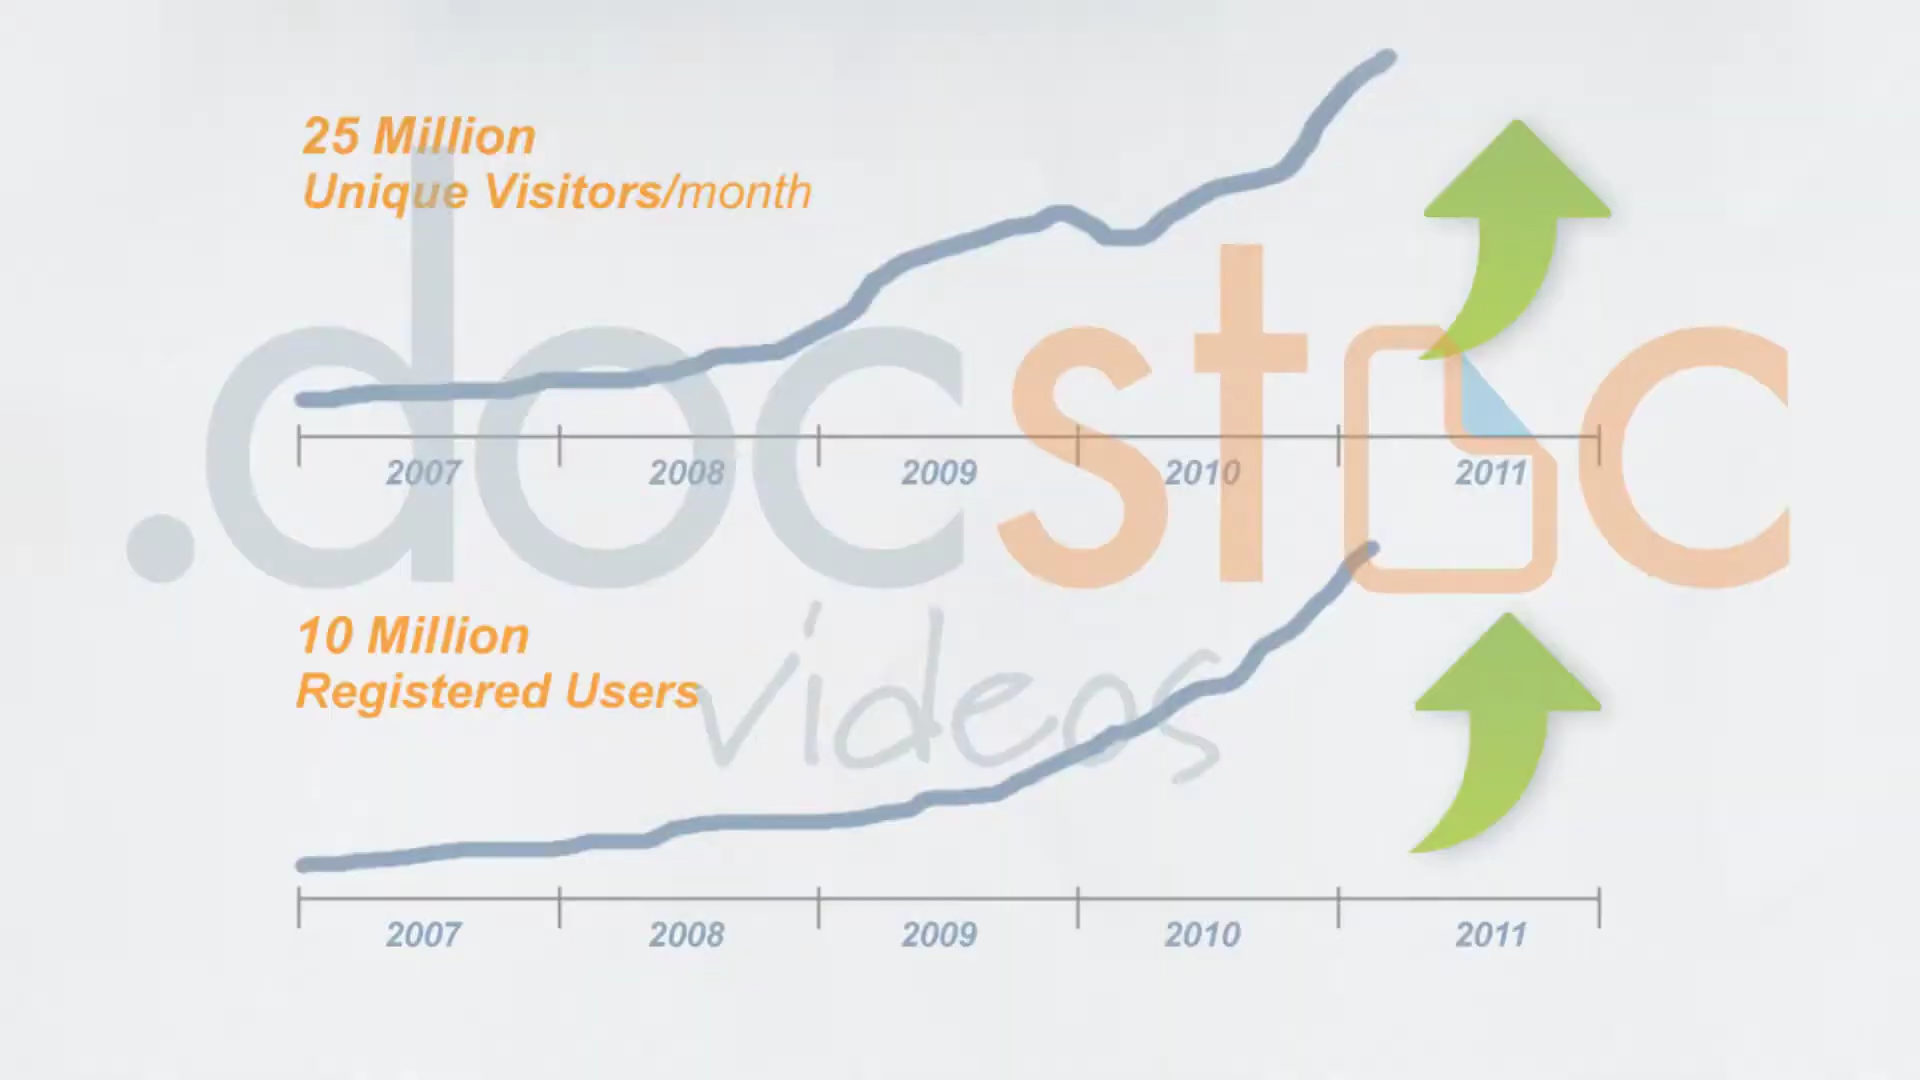 25 Million
Unique Visitors/month
2007 2008 2009 2010 2011
.docstoc
videos
10 Million
Registered Users
2007 2008 2009 2010 2011